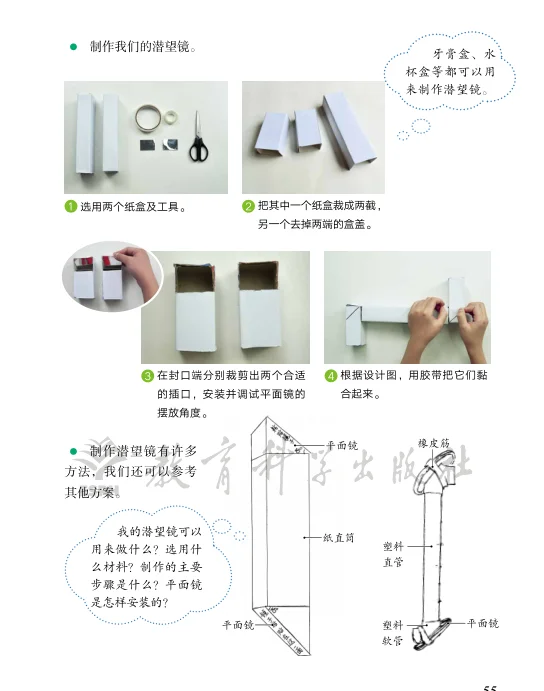 ● 制作我们的潜望镜。
牙膏盒、水
杯盒等都可以用
来制作潜望镜。
1 选用两个纸盒及工具。
2 把其中一个纸盒裁成两截，
另一个去掉两端的盒盖。
3 在封口端分别裁剪出两个合适
的插口，安装并调试平面镜的
摆放角度。
4 根据设计图，用胶带把它们黏
合起来。
● 制作潜望镜有许多
方法，我们还可以参考
其他方案。
教育科学出版社
我的潜望镜可以
用来做什么？选用什
么材料？制作的主要
步骤是什么？平面镜
是怎样安装的？
平面镜
纸直筒
平面镜
橡皮筋
塑料
直管
塑料
软管
平面镜
55